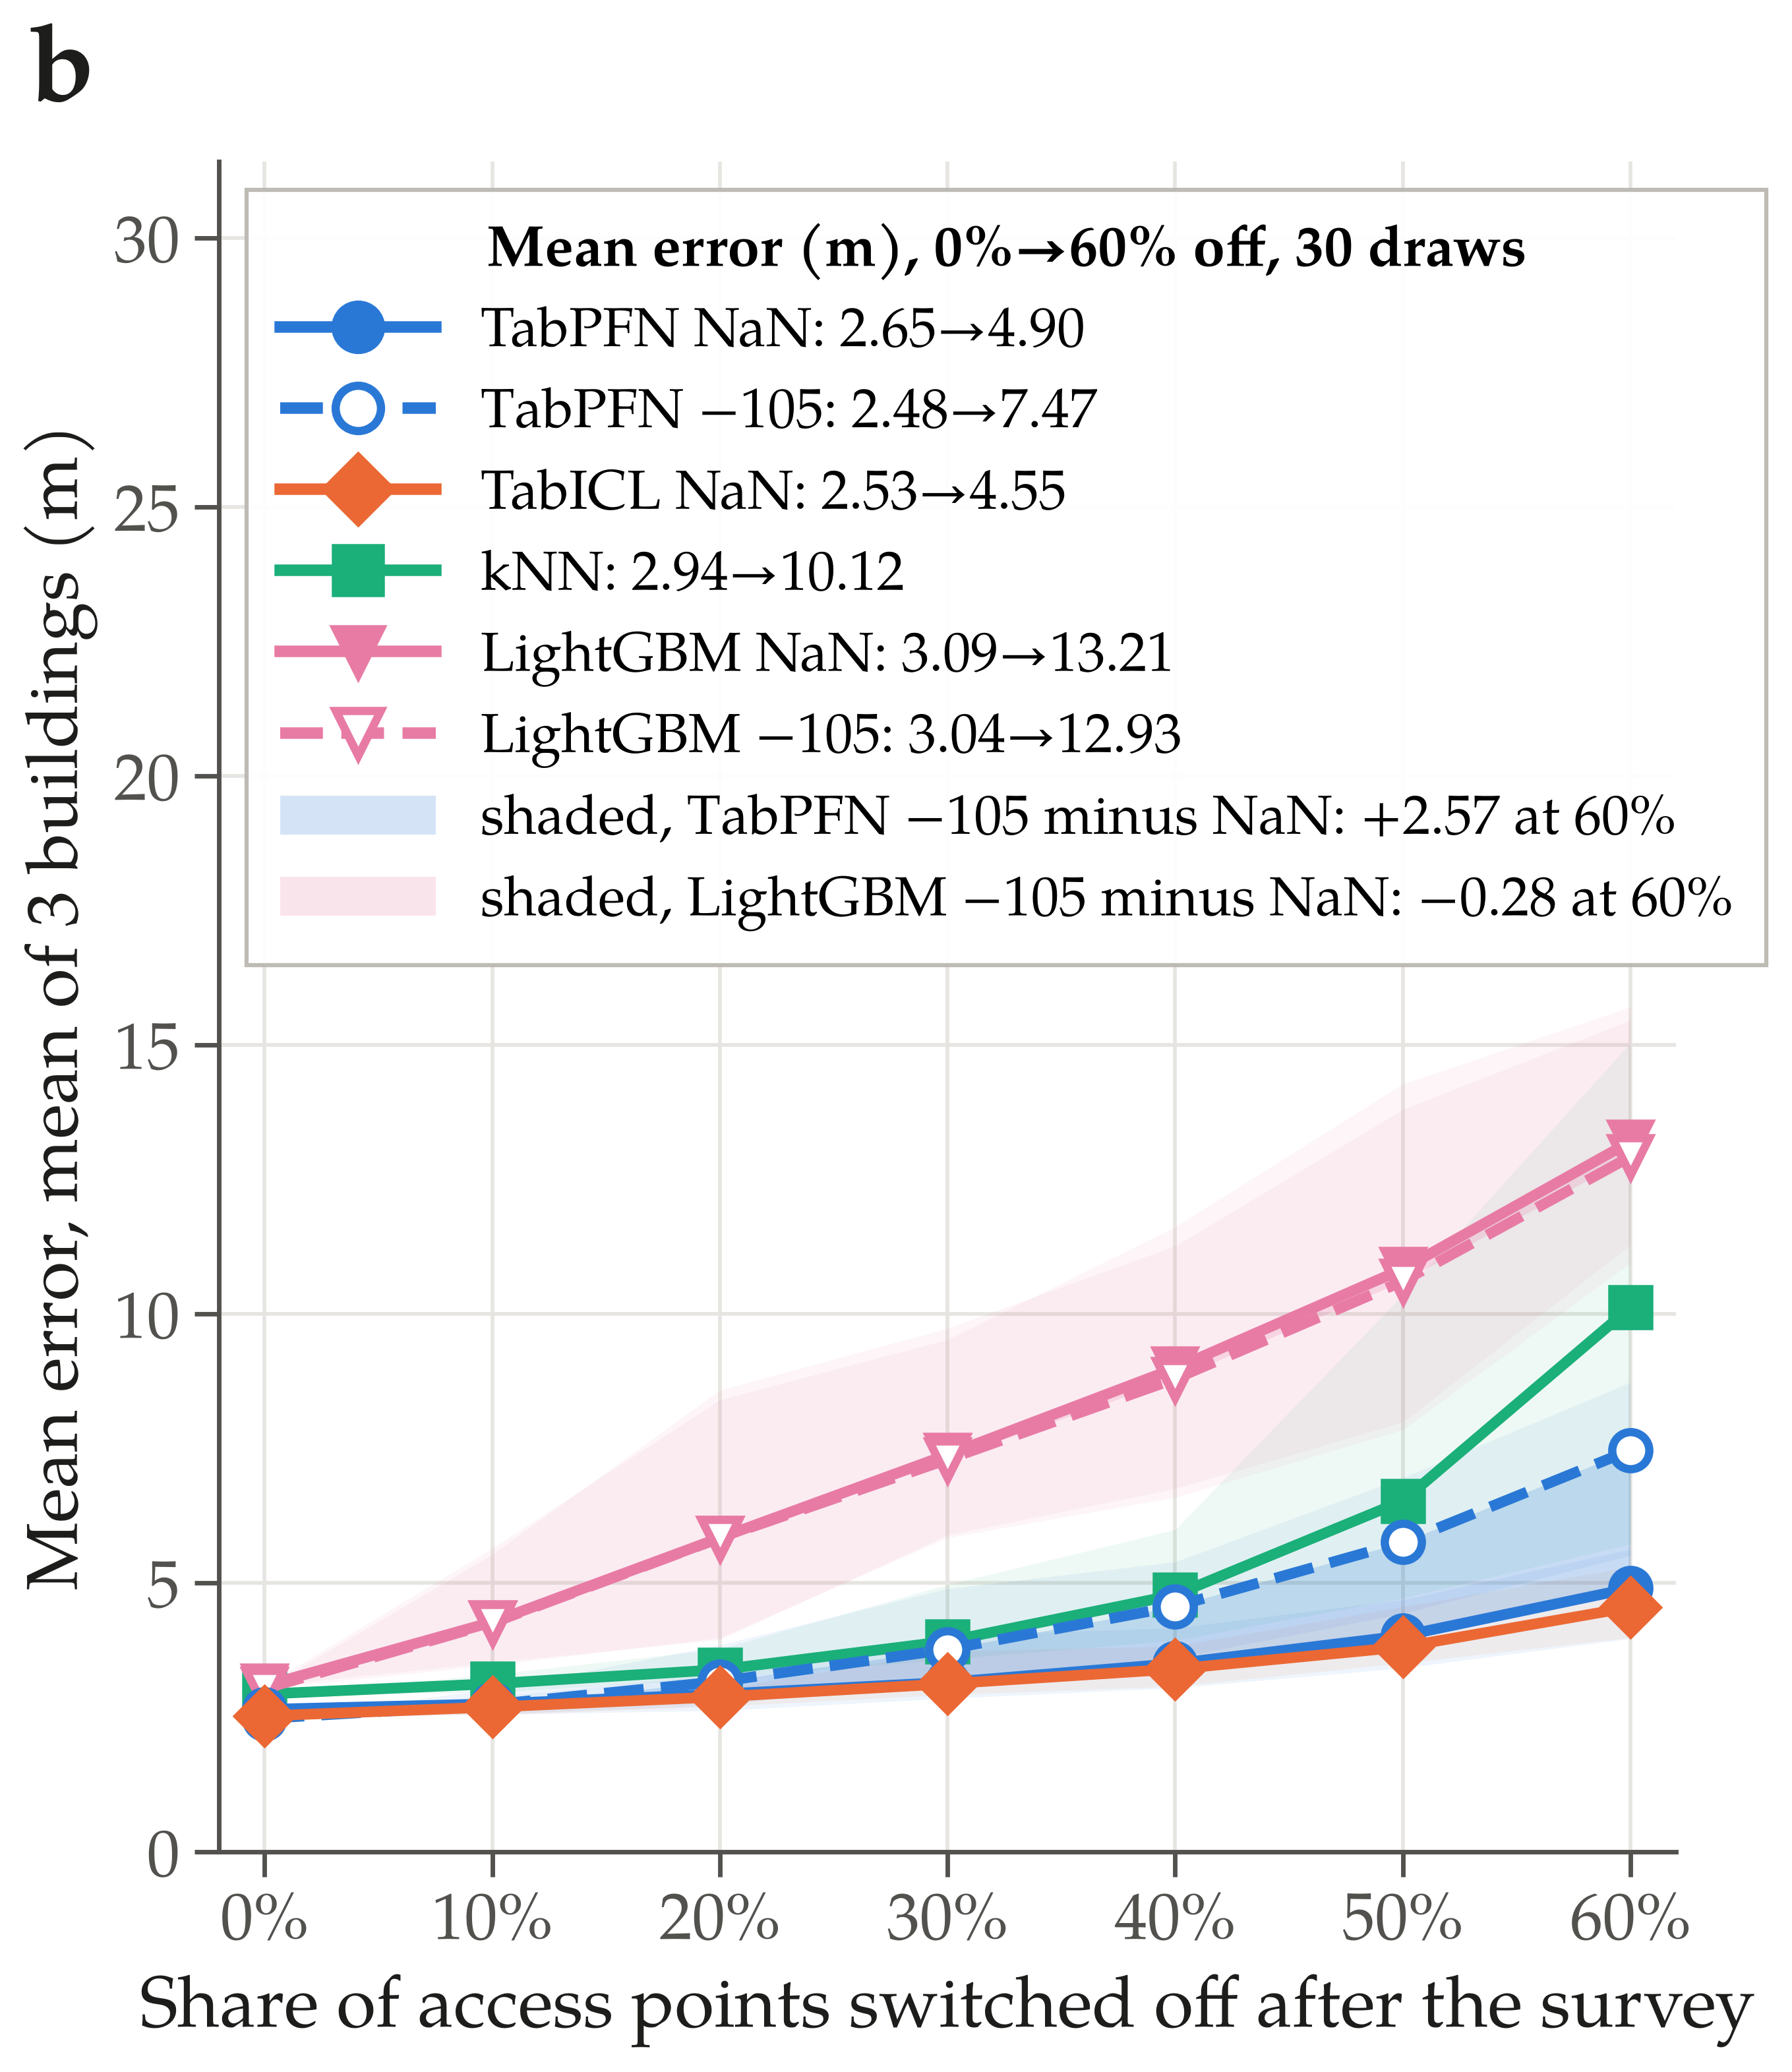 b
Mean error (m), 0%→60% off, 30 draws
TabPFN NaN: 2.65→4.90
TabPFN −105: 2.48→7.47
TabICL NaN: 2.53→4.55
kNN: 2.94→10.12
LightGBM NaN: 3.09→13.21
LightGBM −105: 3.04→12.93
shaded, TabPFN −105 minus NaN: +2.57 at 60%
shaded, LightGBM −105 minus NaN: −0.28 at 60%
Mean error, mean of 3 buildings (m)
30
25
20
15
10
5
0
0% 10% 20% 30% 40% 50% 60%
Share of access points switched off after the survey